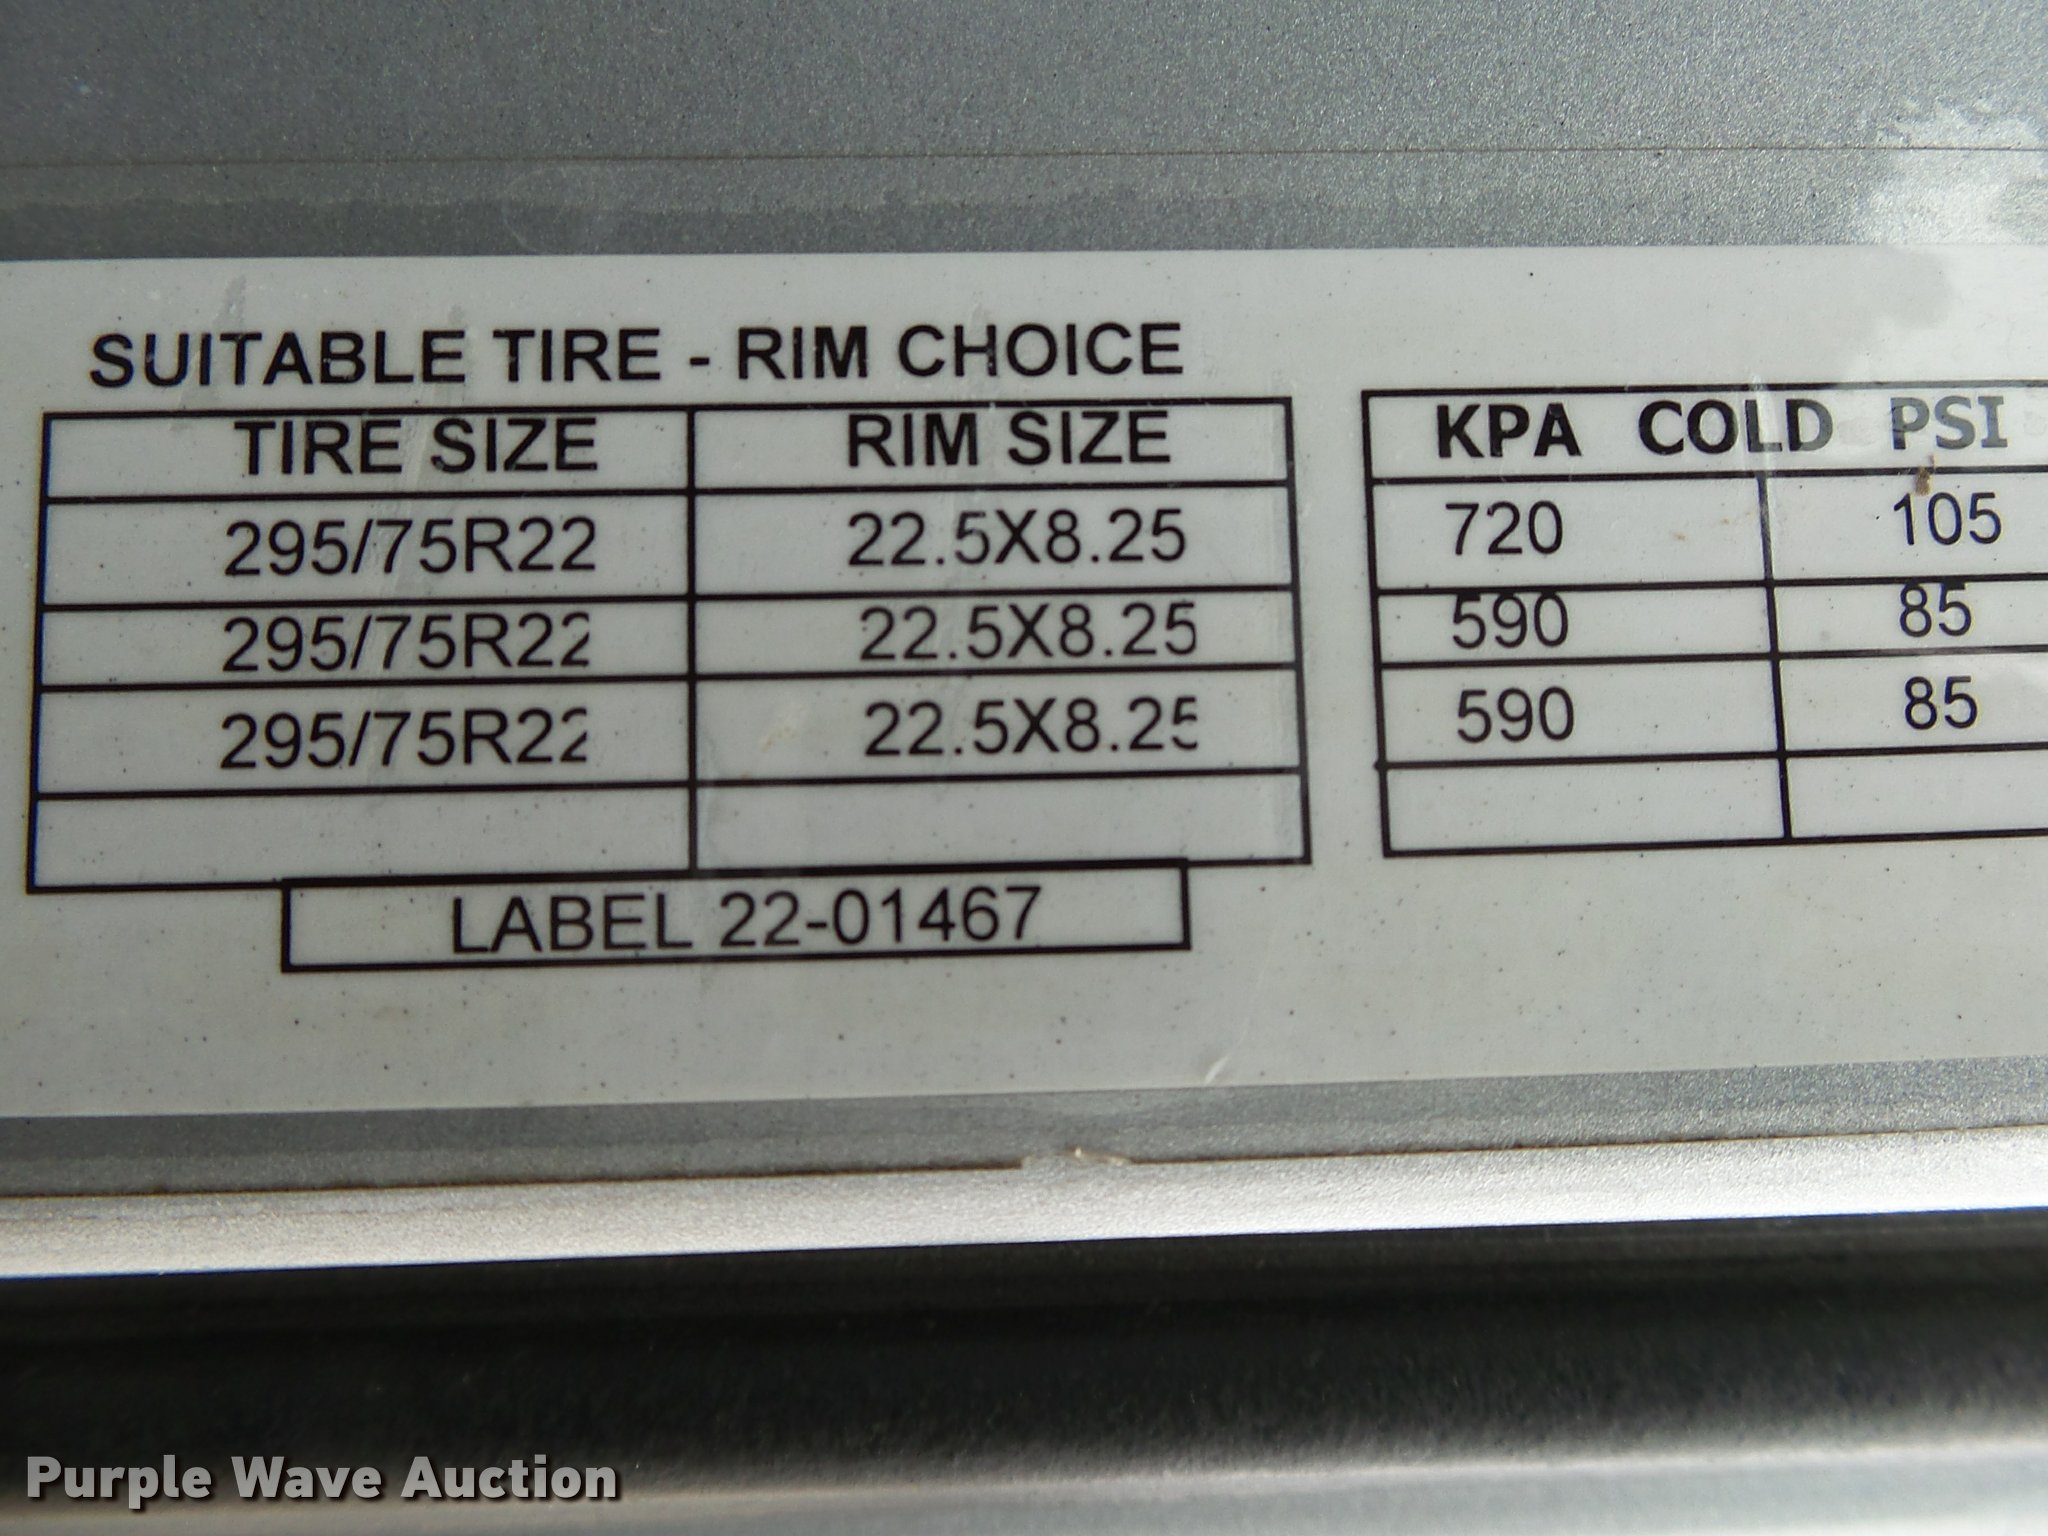 SUITABLE TIRE - RIM CHOICE
TIRE SIZE RIM SIZE KPA COLD PSI
295/75R22 22.5X8.25 720 105
295/75R22 22.5X8.25 590 85
295/75R22 22.5X8.25 590 85
LABEL 22-01467
Purple Wave Auction